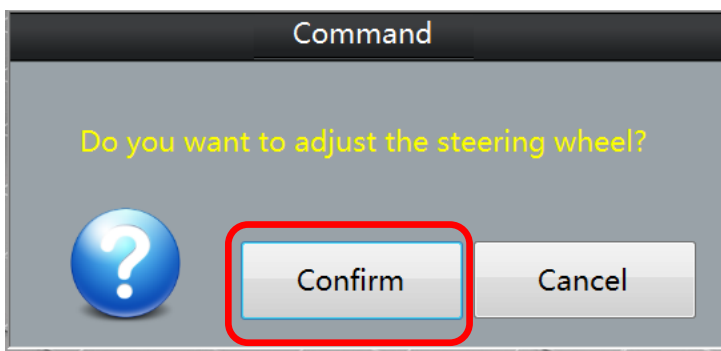 Command
Do you want to adjust the steering wheel?
Confirm
Cancel